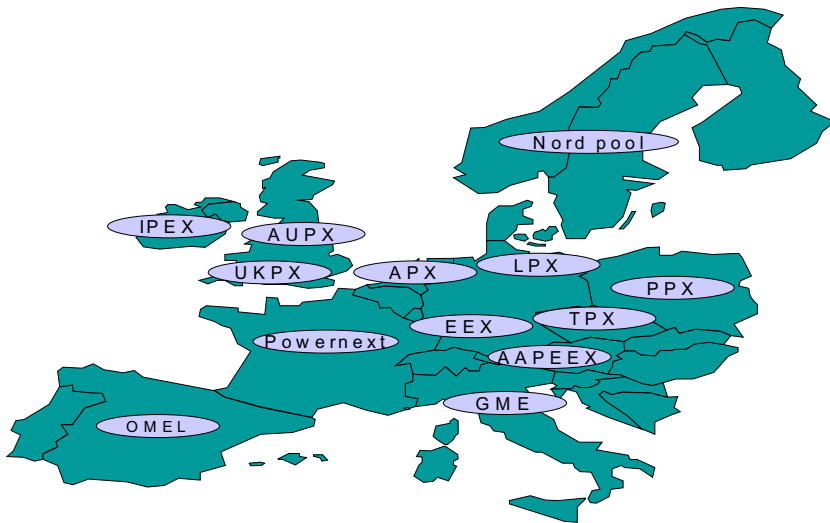 Nord pool
IPEX
AUPX
UKPX
APX
LPX
PPX
TPX
EEX
Powernext
AAPEEX
GME
OMEL